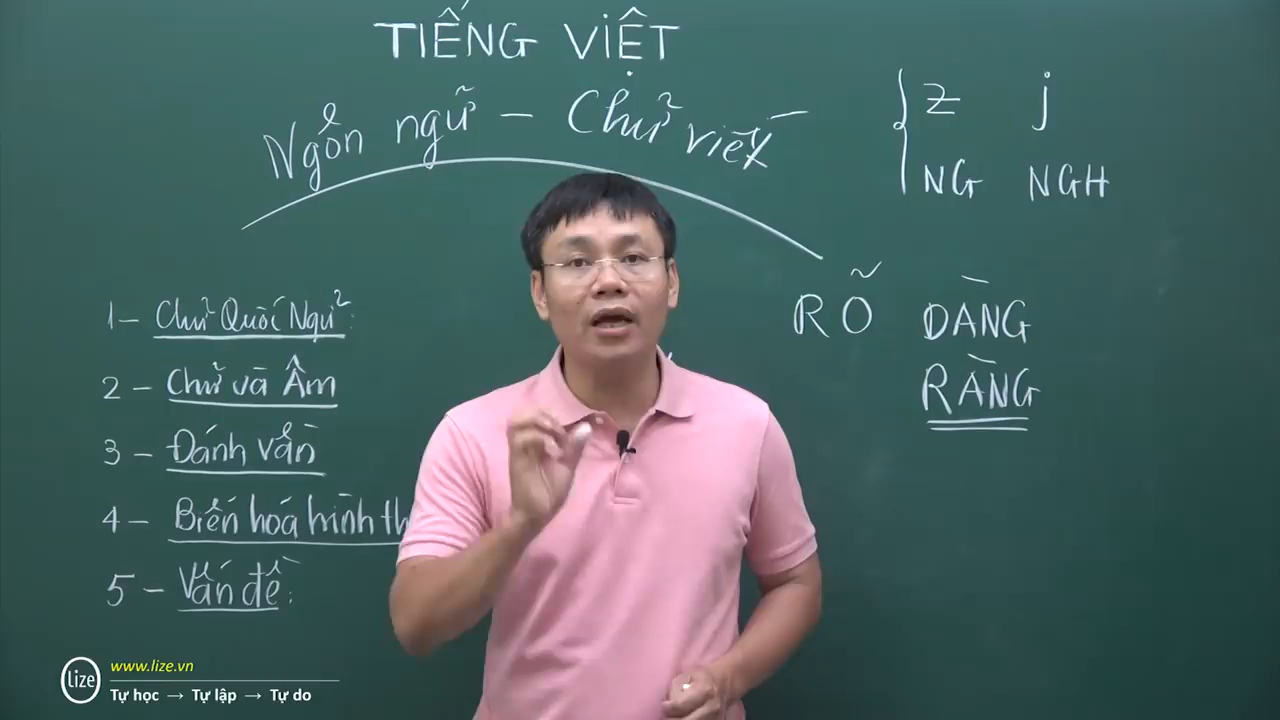 TIẾNG VIỆT
Ngôn ngữ – Chữ viết
z j
NG NGH
1– Chữ Quốc Ngữ:
2 – Chữ và Âm
3 – Đánh vần
4 – Biến hoá hình th
5 – Vấn đề:
RÕ DÀNG
RÀNG
lize
www.lize.vn
Tự học → Tự lập → Tự do